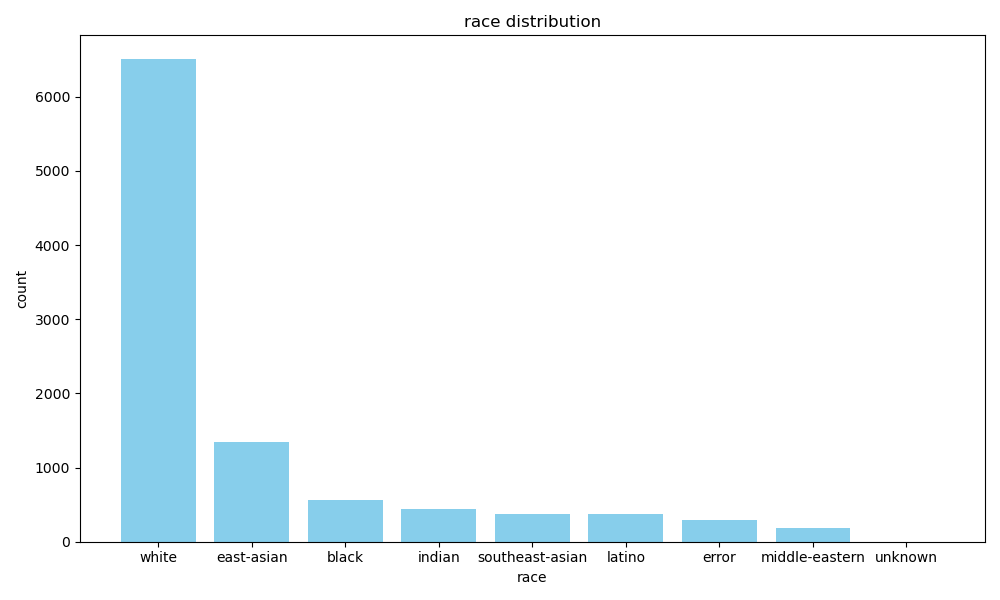 race distribution
count
6000
5000
4000
3000
2000
1000
0
white east-asian black indian southeast-asian latino error middle-eastern unknown
race